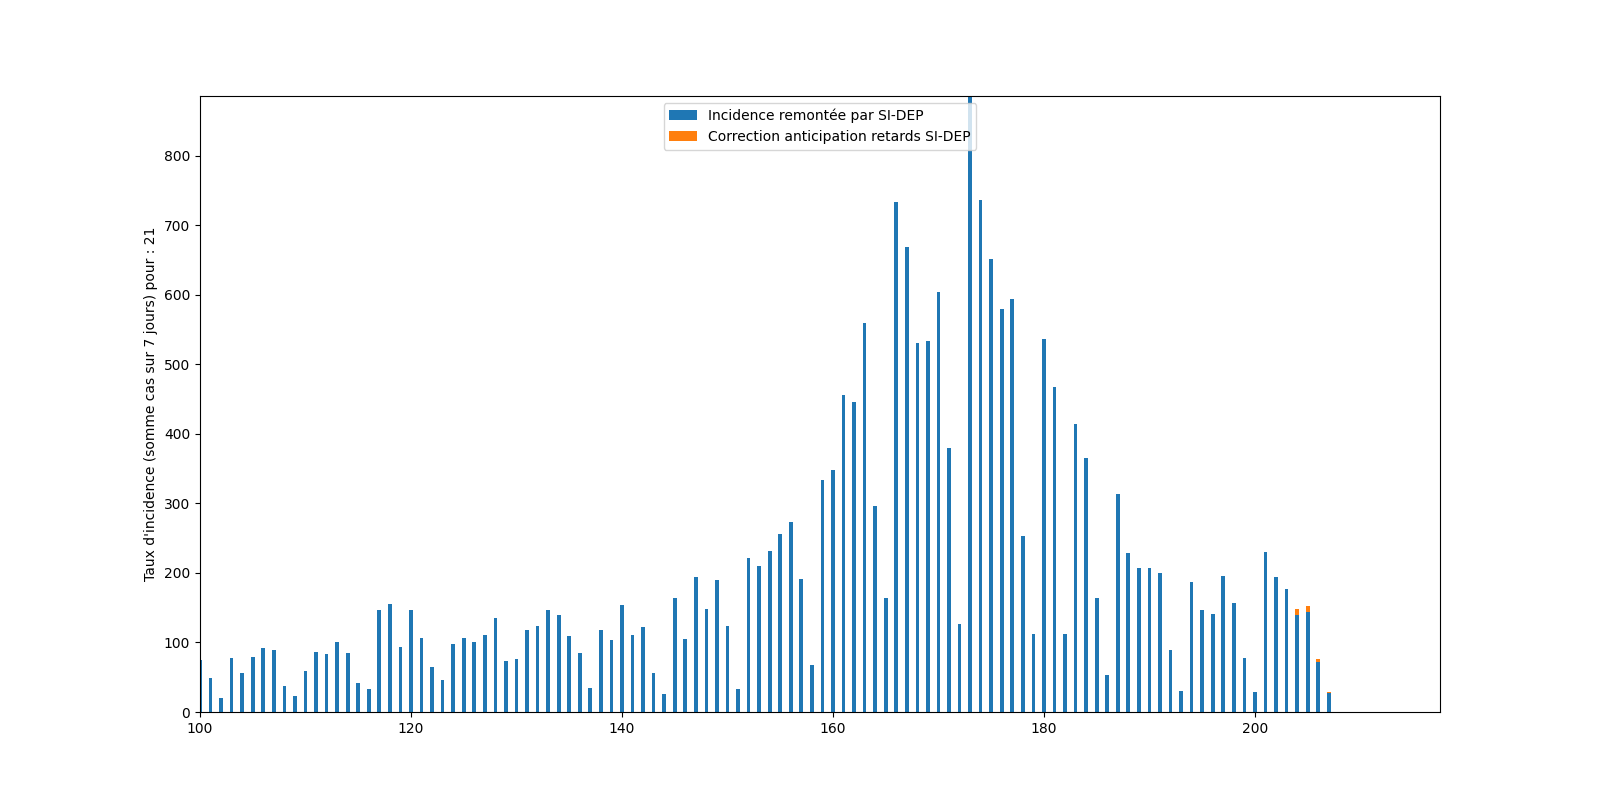 Incidence remontée par SI-DEP
Correction anticipation retards SI-DEP
Taux d'incidence (somme cas sur 7 jours) pour : 21
800
700
600
500
400
300
200
100
0
100 120 140 160 180 200